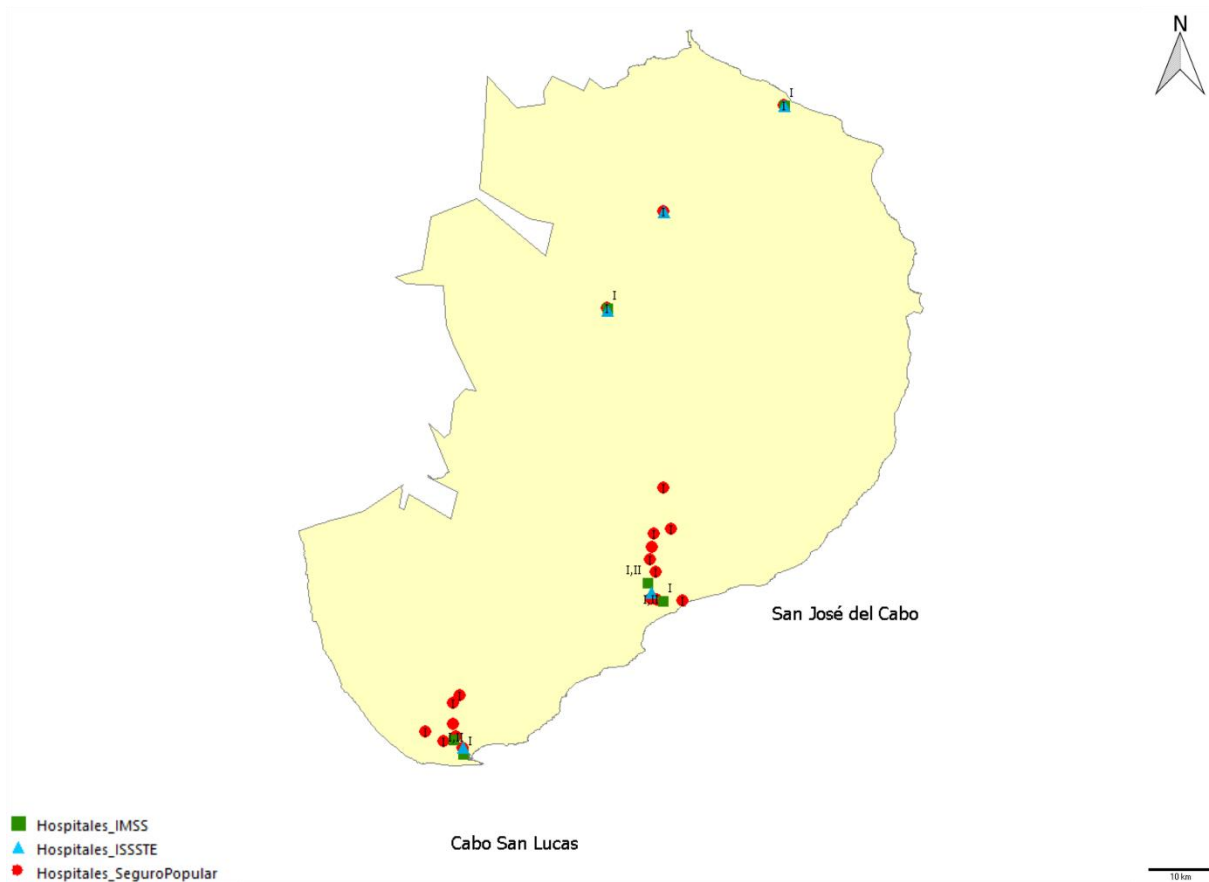 N
I
I
I
I
I
I
I
I
I
I
I
I,II
I
I
I
San José del Cabo
I
I
I
I
I
Hospitales_IMSS
Hospitales_ISSSTE
Cabo San Lucas
Hospitales_SeguroPopular
10 km